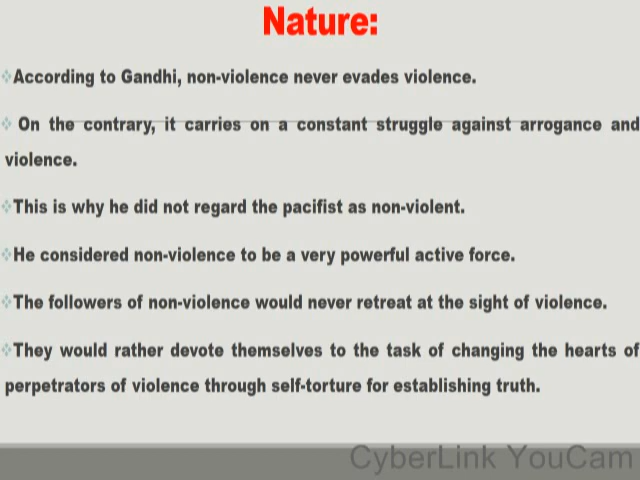 Nature:
According to Gandhi, non-violence never evades violence.
On the contrary, it carries on a constant struggle against arrogance and
violence.
This is why he did not regard the pacifist as non-violent.
He considered non-violence to be a very powerful active force.
The followers of non-violence would never retreat at the sight of violence.
They would rather devote themselves to the task of changing the hearts of
perpetrators of violence through self-torture for establishing truth.
CyberLink YouCam